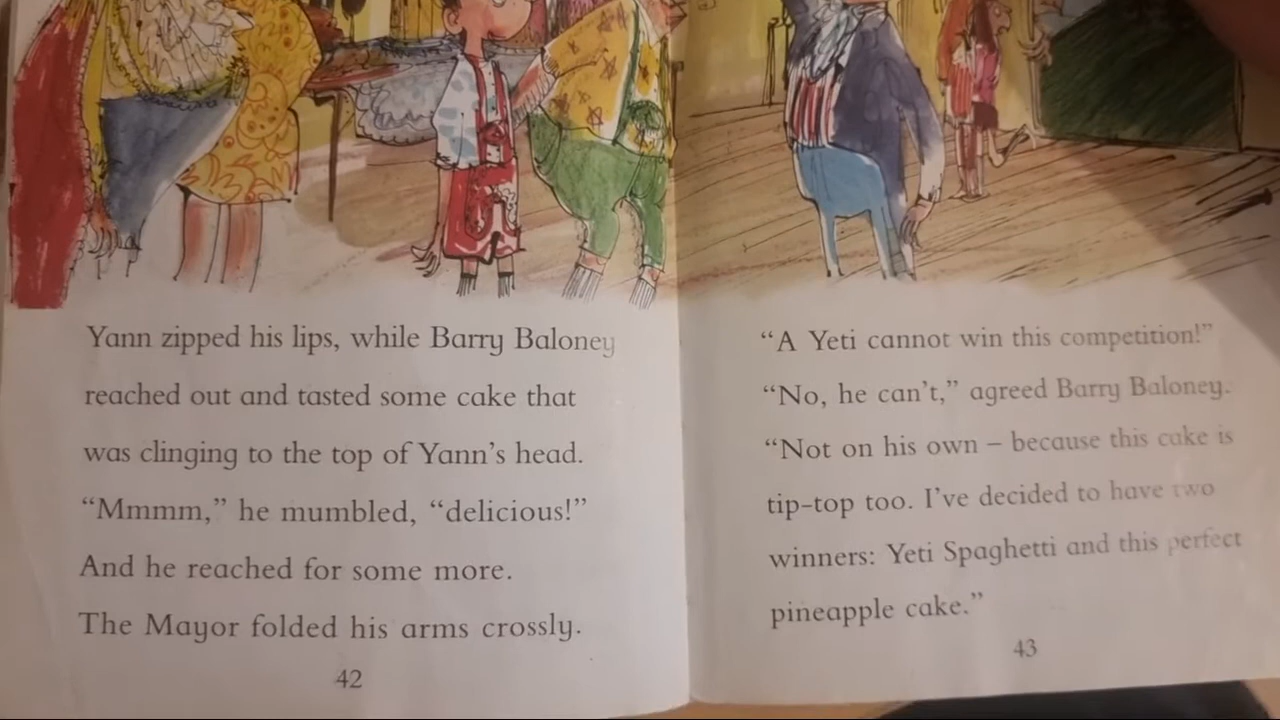 Yann zipped his lips, while Barry Baloney
reached out and tasted some cake that
was clinging to the top of Yann's head.
“Mmmm,” he mumbled, “delicious!”
And he reached for some more.
The Mayor folded his arms crossly.
42
“A Yeti cannot win this competition!”
“No, he can't,” agreed Barry Baloney.
“Not on his own – because this cake is
tip-top too. I've decided to have two
winners: Yeti Spaghetti and this perfect
pineapple cake.”
43